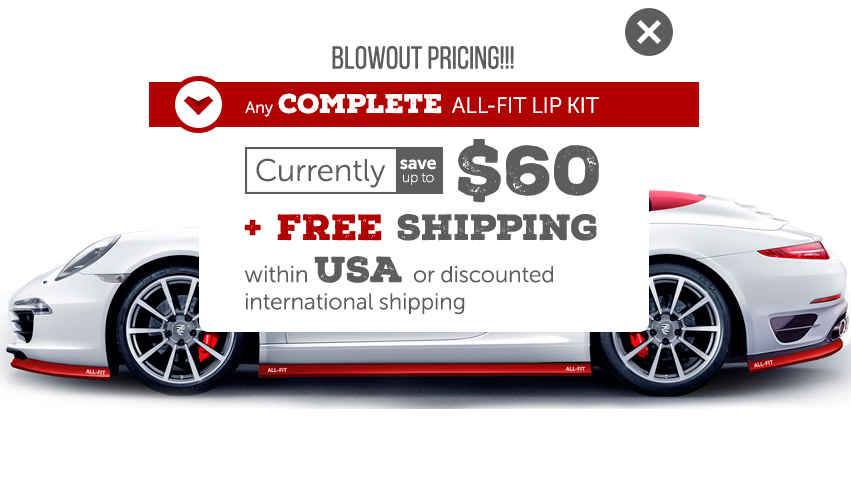 BLOWOUT PRICING!!!
Any COMPLETE ALL-FIT LIP KIT
Currently save up to $60
+ FREE SHIPPING
within USA or discounted
international shipping
ALL-FIT
ALL-FIT
ALL-FIT
ALL-FIT